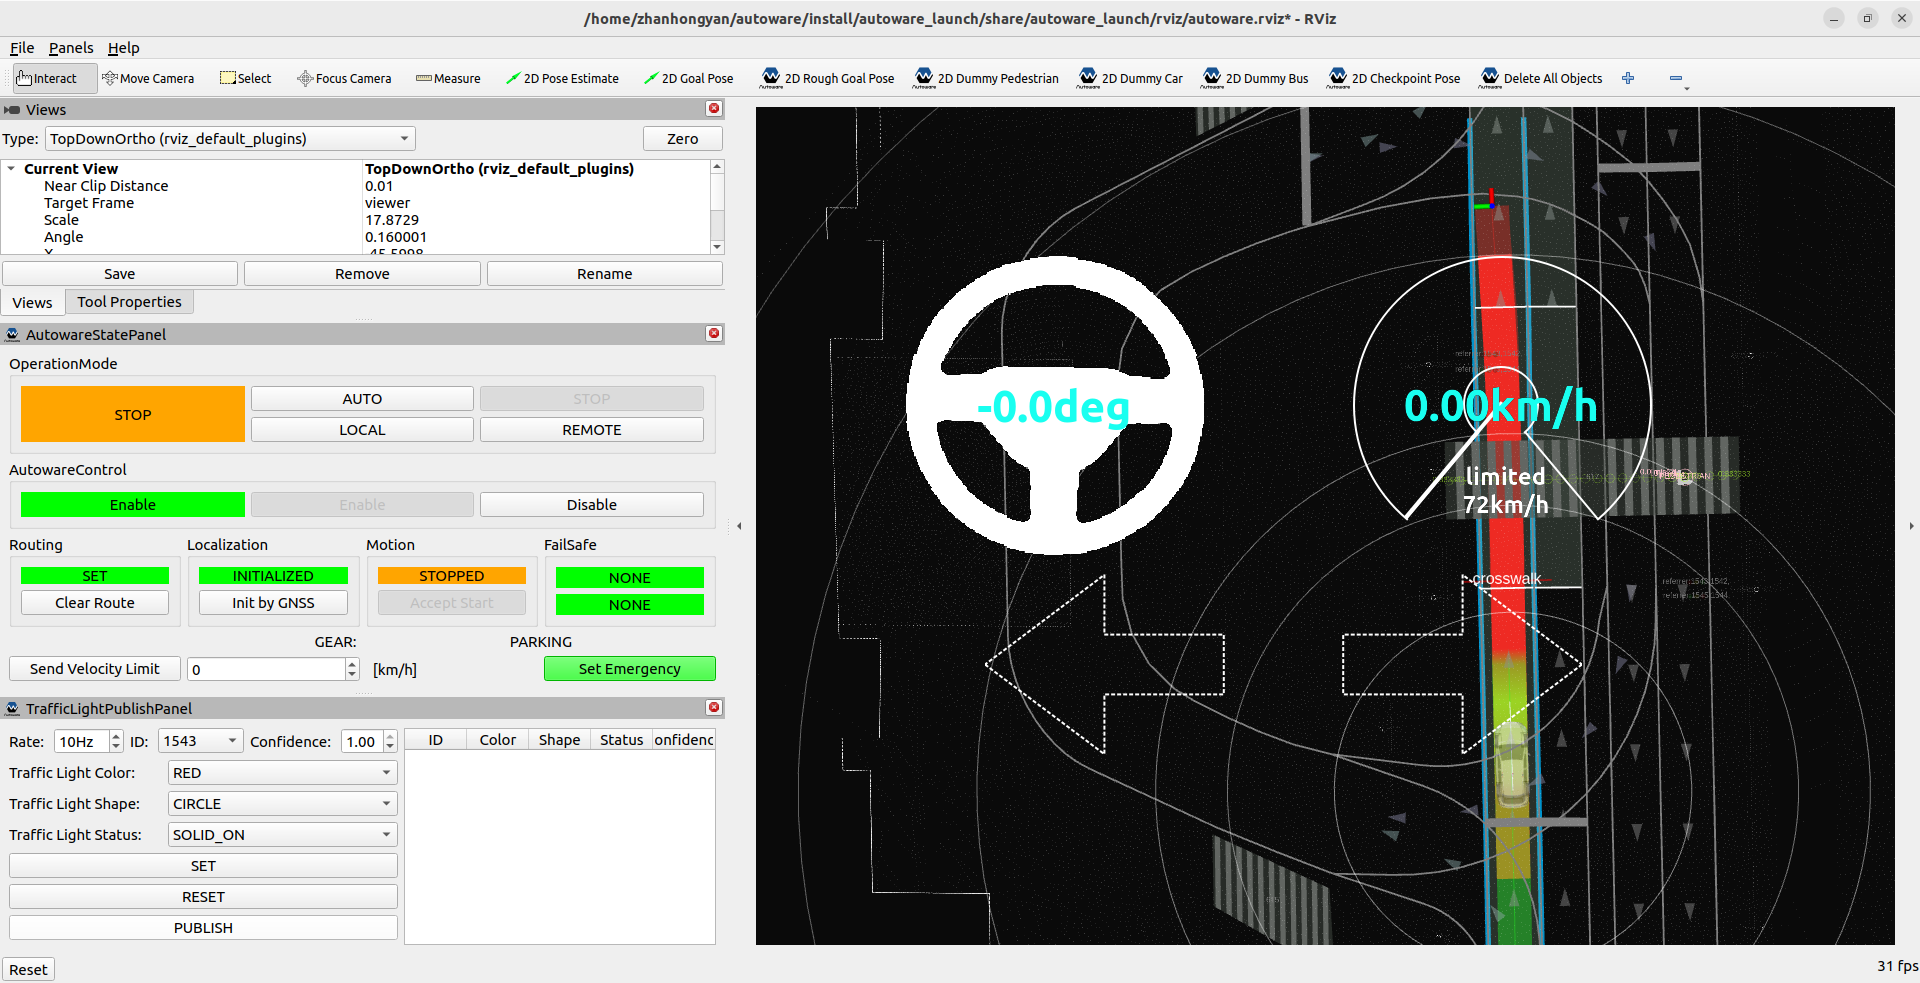 /home/zhanhongyan/autoware/install/autoware_launch/share/autoware_launch/rviz/autoware.rviz* - RViz
File Panels Help
Interact Move Camera Select Focus Camera Measure 2D Pose Estimate 2D Goal Pose 2D Rough Goal Pose 2D Dummy Pedestrian 2D Dummy Car 2D Dummy Bus 2D Checkpoint Pose Delete All Objects
Views
Type: TopDownOrtho (rviz_default_plugins) Zero
Current View TopDownOrtho (rviz_default_plugins)
Near Clip Distance 0.01
Target Frame viewer
Scale 17.8729
Angle 0.160001
Save Remove Rename
Views Tool Properties
AutowareStatePanel
OperationMode
STOP AUTO STOP
LOCAL REMOTE
AutowareControl
Enable Enable Disable
Routing Localization Motion FailSafe
SET INITIALIZED STOPPED NONE
Clear Route Init by GNSS Accept Start NONE
GEAR: PARKING
Send Velocity Limit 0 [km/h] Set Emergency
TrafficLightPublishPanel
Rate: 10Hz ID: 1543 Confidence: 1.00
Traffic Light Color: RED
Traffic Light Shape: CIRCLE
Traffic Light Status: SOLID_ON
SET
RESET
PUBLISH
ID Color Shape Status onfidenc
Reset
-0.0deg
0.00km/h
limited
72km/h
crosswalk
referrer:1543,1542,
referrer:1545,1544,
31 fps